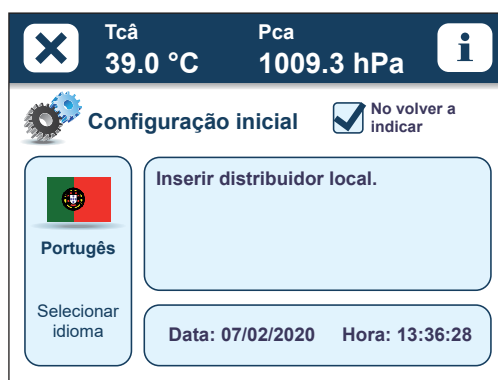 Tcâ
Pca
39.0 °C
1009.3 hPa
i
Configuração inicial
No volver a
indicar
Portugês
Selecionar
idioma
Inserir distribuidor local.
Data: 07/02/2020 Hora: 13:36:28